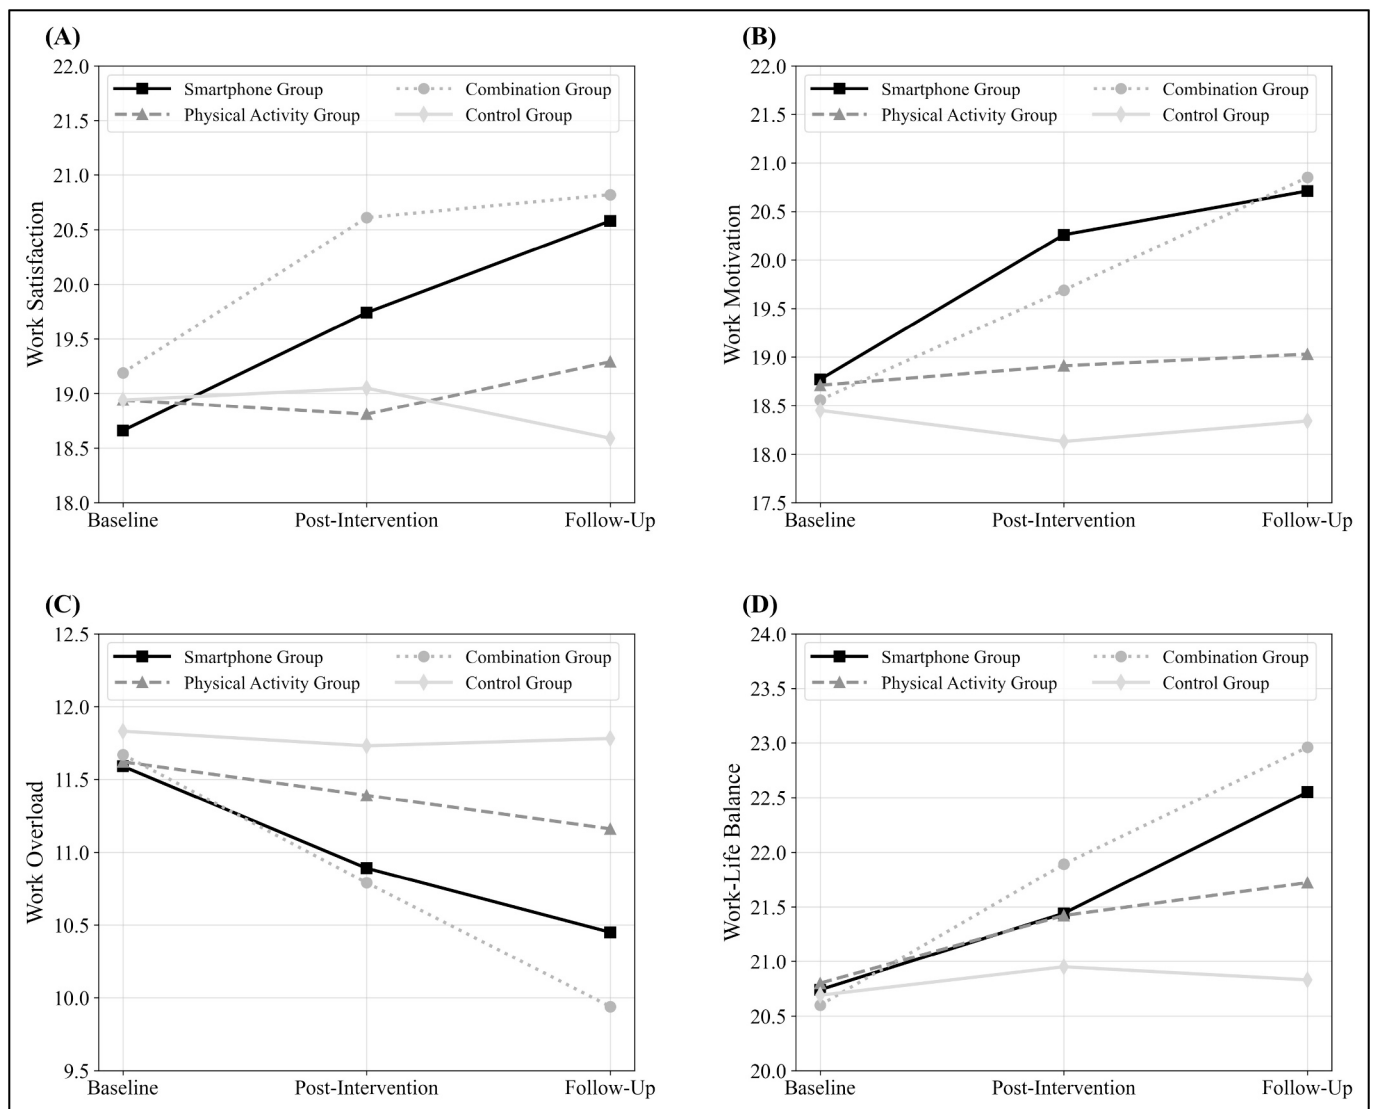 (A)
22.0
21.5
21.0
20.5
20.0
19.5
19.0
18.5
18.0
Work Satisfaction
Smartphone Group
Physical Activity Group
Combination Group
Control Group
Baseline
Post-Intervention
Follow-Up
(B)
22.0
21.5
21.0
20.5
20.0
19.5
19.0
18.5
18.0
17.5
Work Motivation
Smartphone Group
Physical Activity Group
Combination Group
Control Group
Baseline
Post-Intervention
Follow-Up
(C)
12.5
12.0
11.5
11.0
10.5
10.0
9.5
Work Overload
Smartphone Group
Physical Activity Group
Combination Group
Control Group
Baseline
Post-Intervention
Follow-Up
(D)
24.0
23.5
23.0
22.5
22.0
21.5
21.0
20.5
20.0
Work-Life Balance
Smartphone Group
Physical Activity Group
Combination Group
Control Group
Baseline
Post-Intervention
Follow-Up